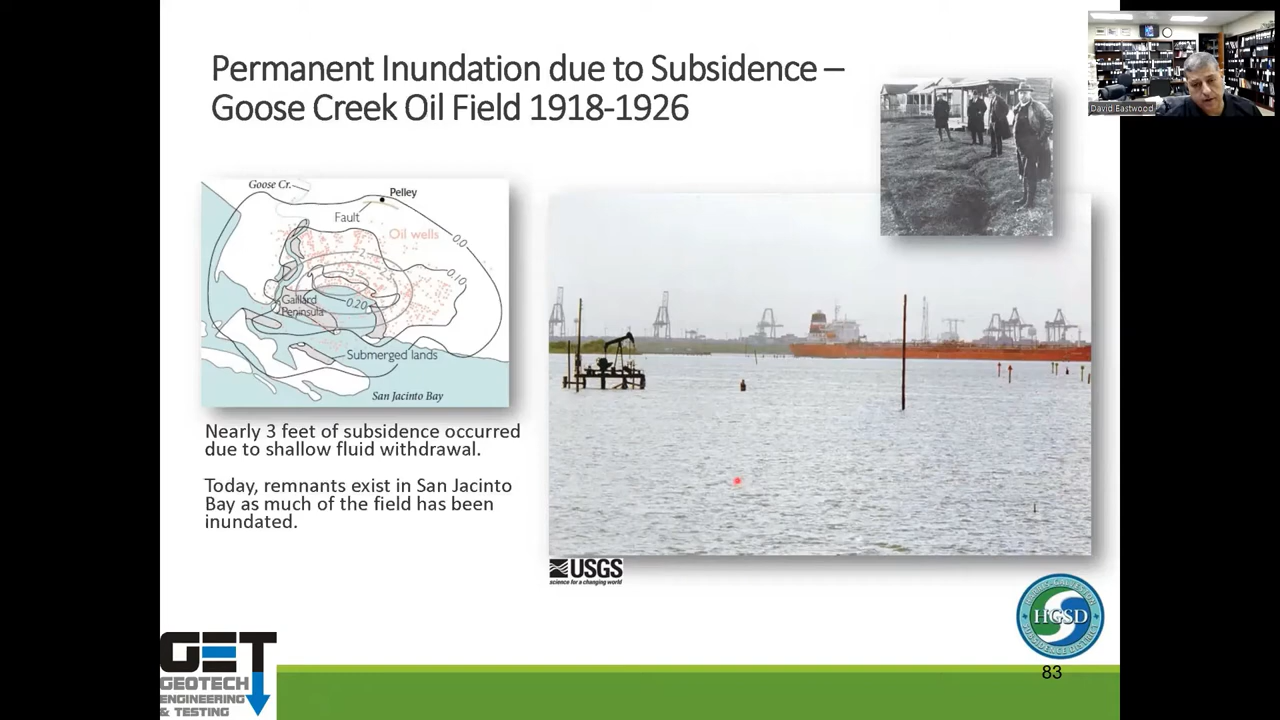 Permanent Inundation due to Subsidence –
Goose Creek Oil Field 1918-1926
David Eastwood
Goose Cr.
Pelley
Fault
Oil wells
0.0
0.10
0.20
Gaillard
Peninsula
Submerged lands
San Jacinto Bay
Nearly 3 feet of subsidence occurred
due to shallow fluid withdrawal.
Today, remnants exist in San Jacinto
Bay as much of the field has been
inundated.
USGS
science for a changing world
HGSD
83
GET
GEOTECH
ENGINEERING
& TESTING